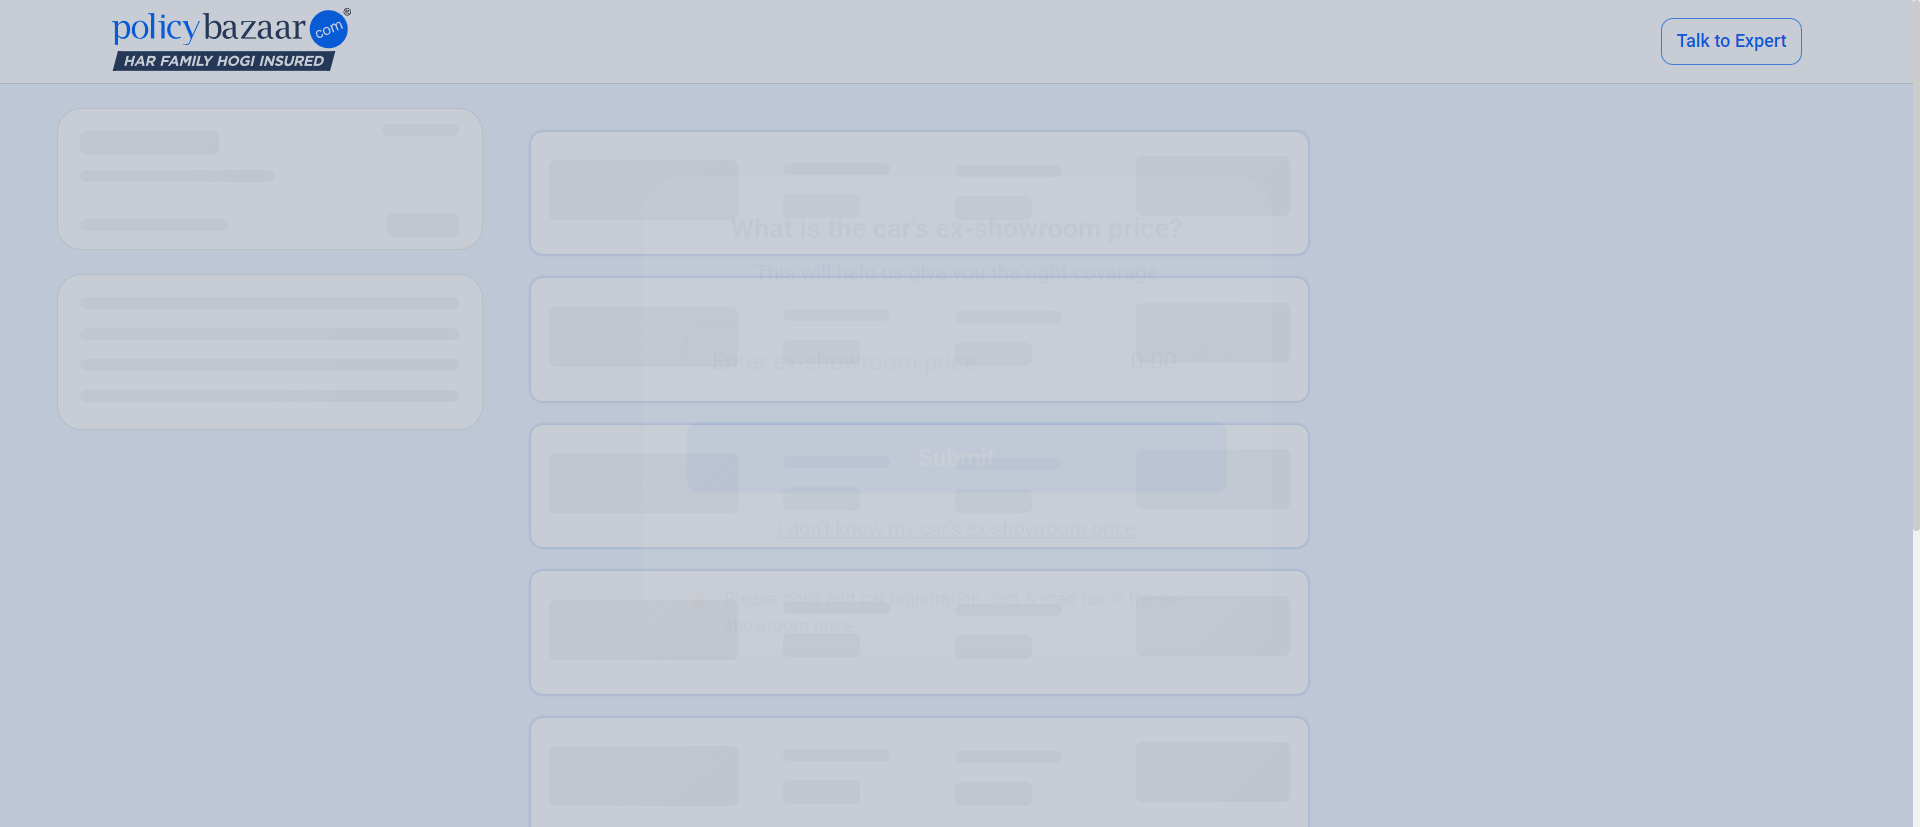 policybazaar com ®
HAR FAMILY HOGI INSURED
Talk to Expert
What is the car's ex-showroom price?
This will help us give you the right coverage
Enter ex-showroom price 0.00
Submit
I don't know my car's ex-showroom price
Please don't add car registration cost & road tax in the ex-
showroom price